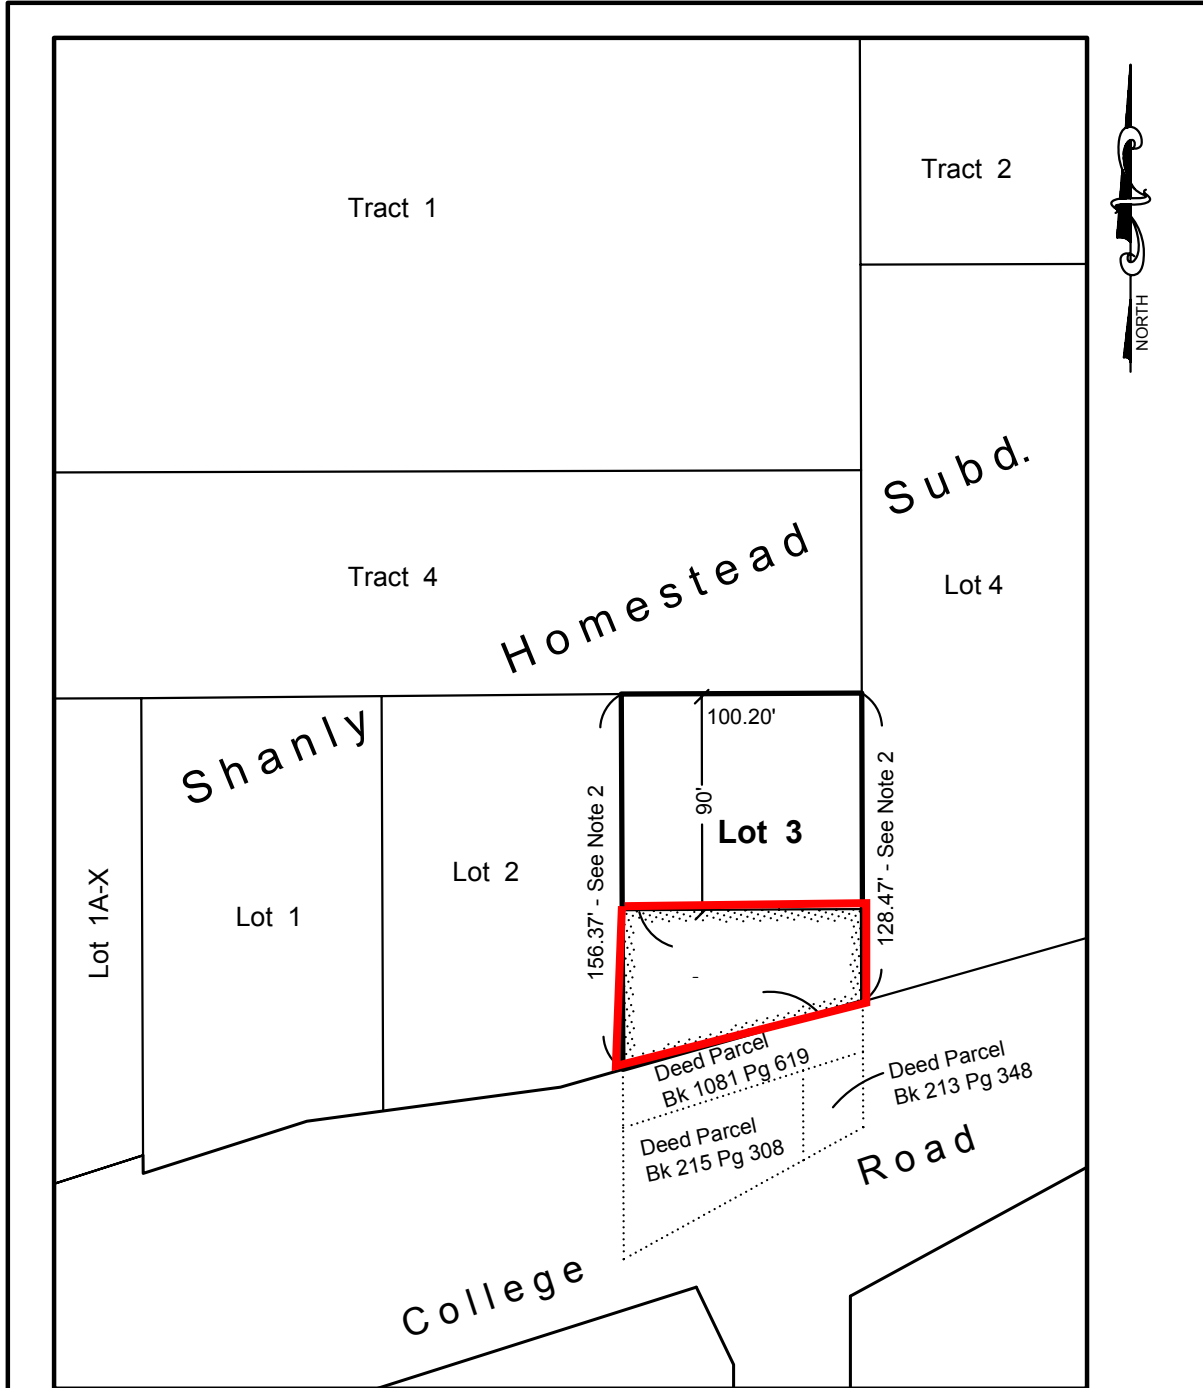 Tract 1
Tract 2
NORTH
Shanly Homestead Subd.
Tract 4
Lot 4
100.20'
90'
Lot 3
156.37' - See Note 2
128.47' - See Note 2
Lot 2
Lot 1
Lot 1A-X
Deed Parcel
Bk 1081 Pg 619
Deed Parcel
Bk 213 Pg 348
Deed Parcel
Bk 215 Pg 308
College Road